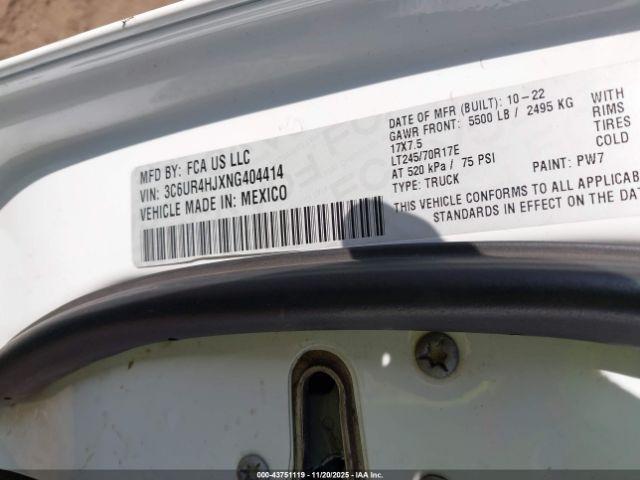 MFD BY: FCA US LLC
VIN: 3C6UR4HJXNG404414
VEHICLE MADE IN: MEXICO
DATE OF MFR (BUILT): 10-22
GAWR FRONT: 5500 LB / 2495 KG WITH
17X7.5 RIMS
LT245/70R17E TIRES
AT 520 kPa / 75 PSI COLD
TYPE: TRUCK PAINT: PW7
THIS VEHICLE CONFORMS TO ALL APPLICABLE
STANDARDS IN EFFECT ON THE DAT
00-43751119 -- 11/20/2025 -- IAA Inc.